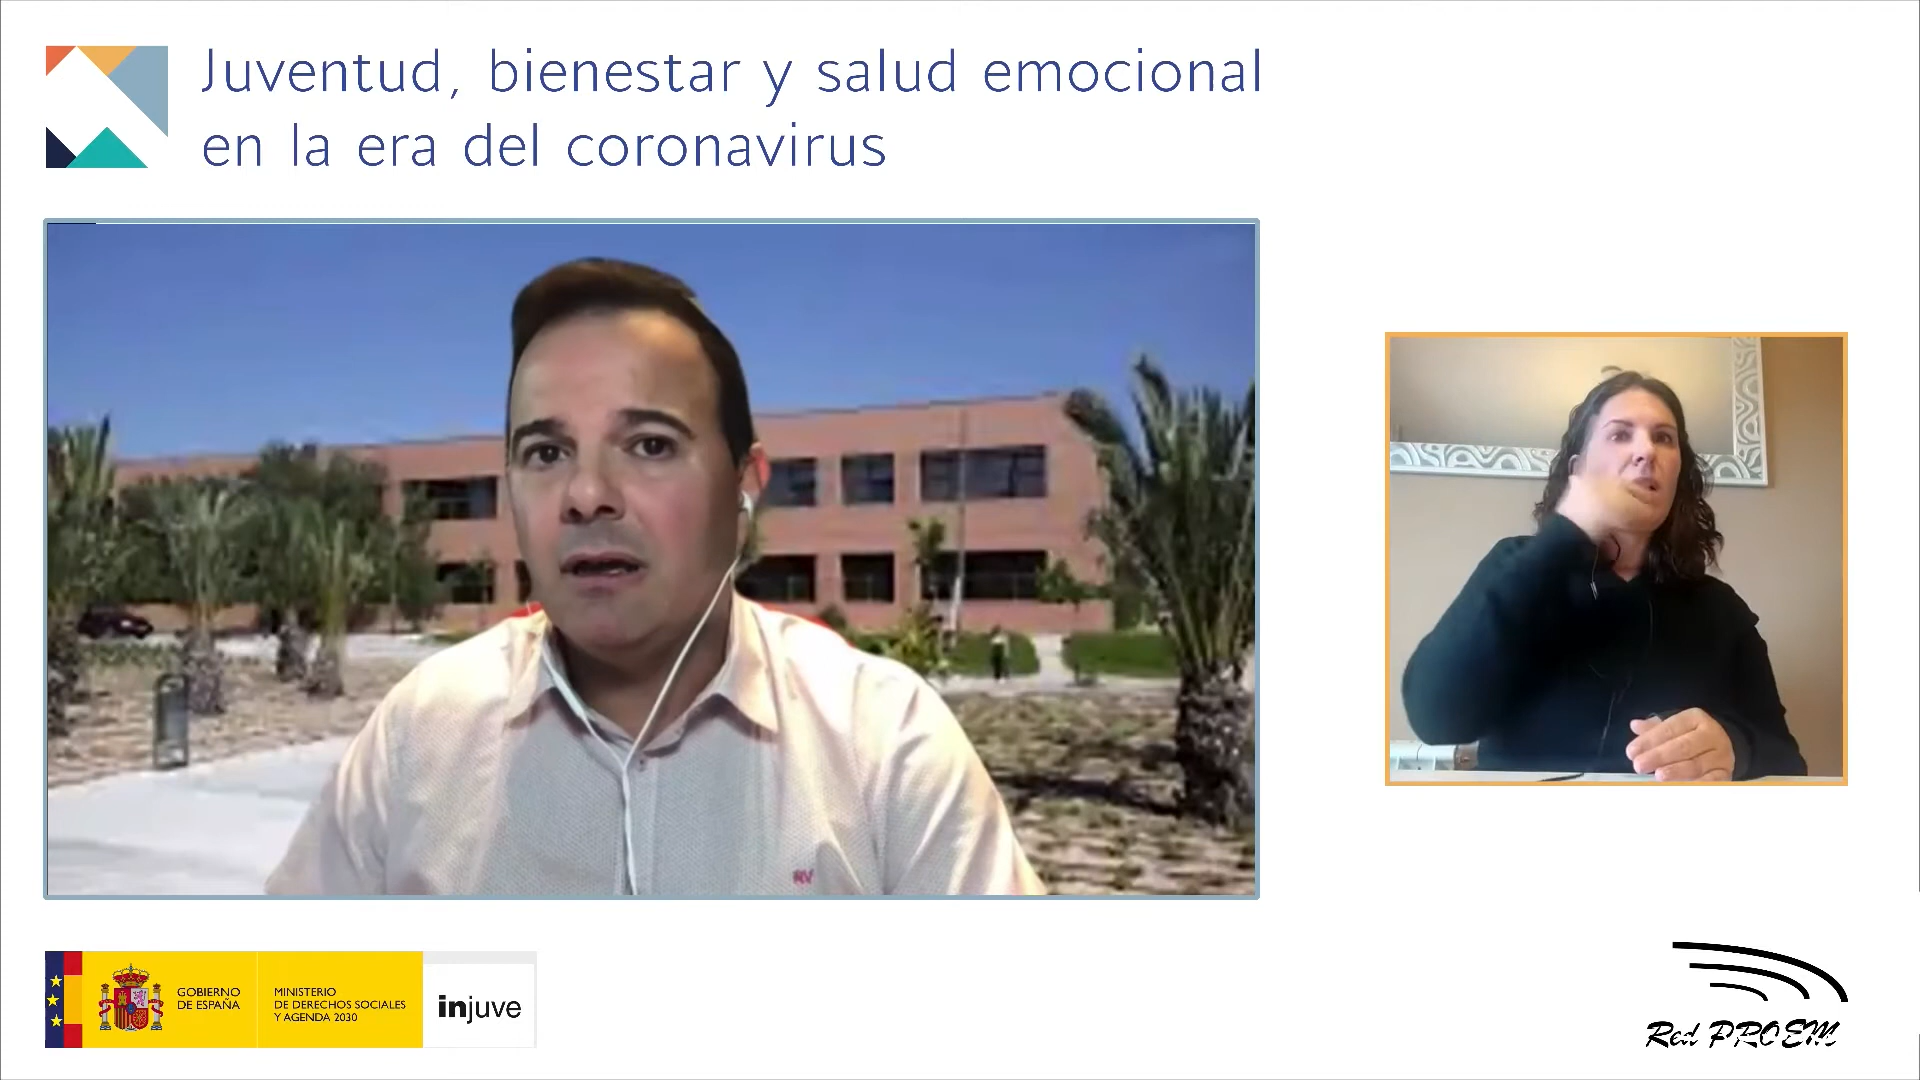 Juventud, bienestar y salud emocional
en la era del coronavirus
RV
GOBIERNO
DE ESPAÑA
MINISTERIO
DE DERECHOS SOCIALES
Y AGENDA 2030
injuve
Red PROEM